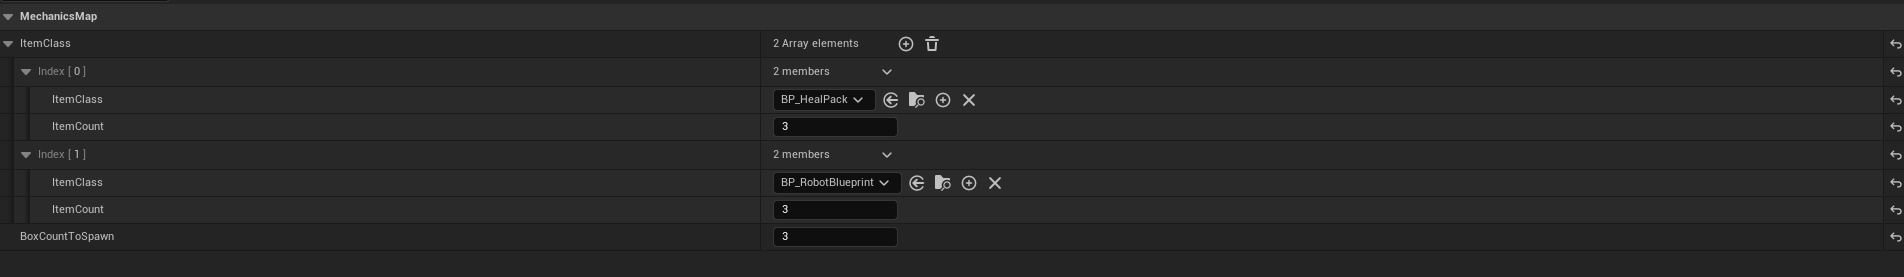 MechanicsMap
ItemClass 2 Array elements
Index [ 0 ] 2 members
ItemClass BP_HealPack
ItemCount 3
Index [ 1 ] 2 members
ItemClass BP_RobotBlueprint
ItemCount 3
BoxCountToSpawn 3